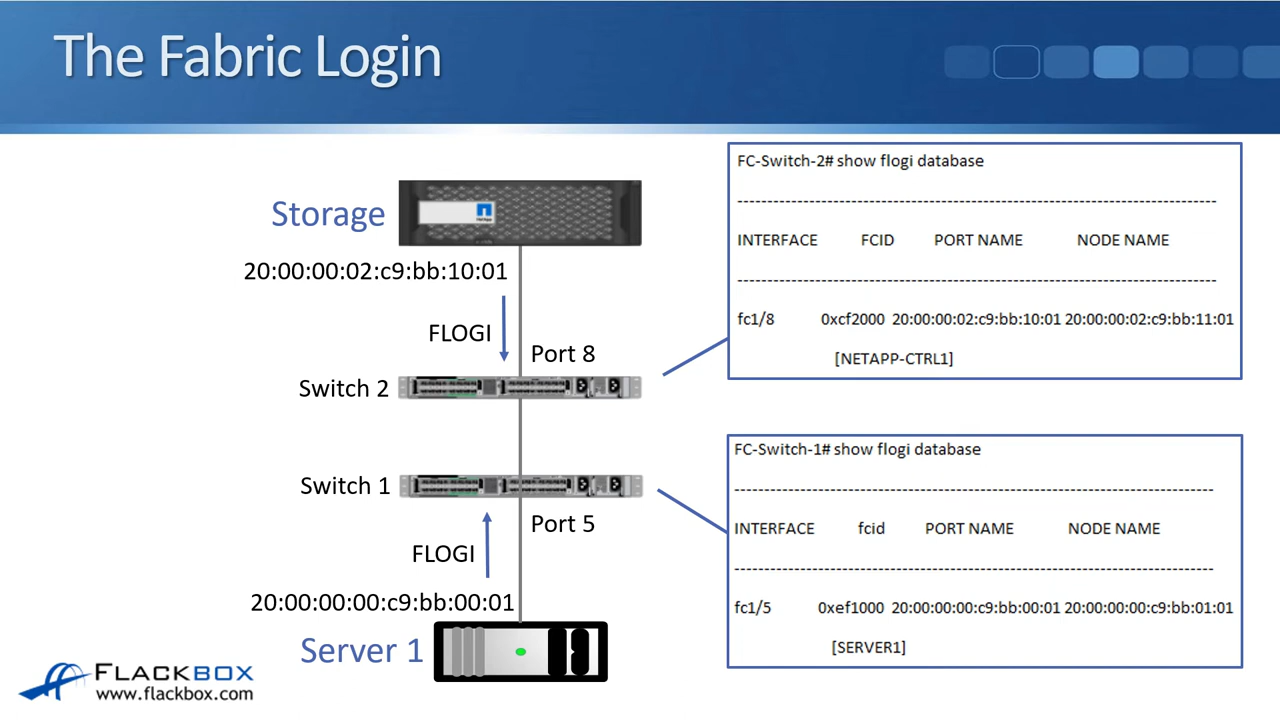 The Fabric Login
Storage
20:00:00:02:c9:bb:10:01
FLOGI
Port 8
Switch 2
Switch 1
Port 5
FLOGI
20:00:00:00:c9:bb:00:01
Server 1
FC-Switch-2# show flogi database
--------------------------------------------------------------------------------
INTERFACE FCID PORT NAME NODE NAME
--------------------------------------------------------------------------------
fc1/8 0xcf2000 20:00:00:02:c9:bb:10:01 20:00:00:02:c9:bb:11:01
[NETAPP-CTRL1]
FC-Switch-1# show flogi database
--------------------------------------------------------------------------------
INTERFACE fcid PORT NAME NODE NAME
--------------------------------------------------------------------------------
fc1/5 0xef1000 20:00:00:00:c9:bb:00:01 20:00:00:00:c9:bb:01:01
[SERVER1]
FLACKBOX
www.flackbox.com